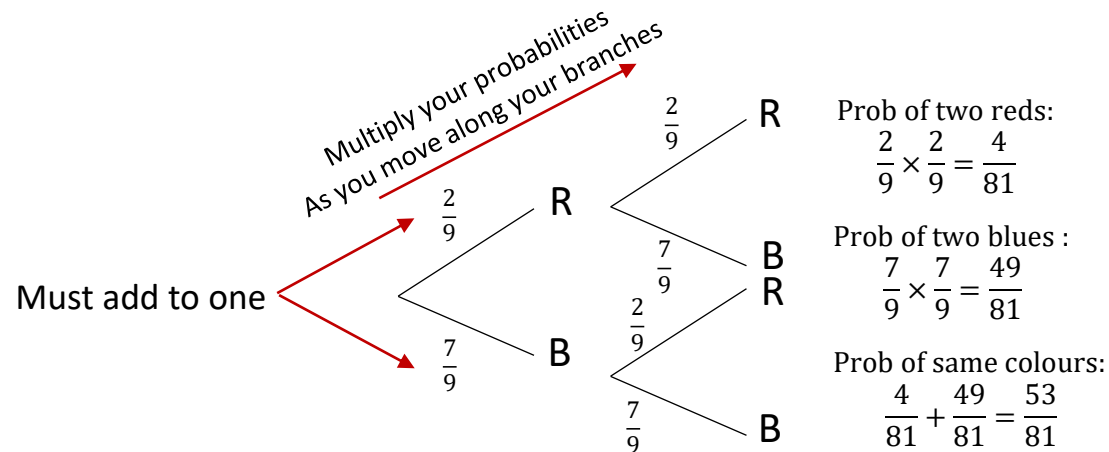 Multiply your probabilities
As you move along your branches
Must add to one
2/9
7/9
R
B
2/9
7/9
2/9
7/9
R
B
R
B
Prob of two reds:
2/9 × 2/9 = 4/81
Prob of two blues :
7/9 × 7/9 = 49/81
Prob of same colours:
4/81 + 49/81 = 53/81